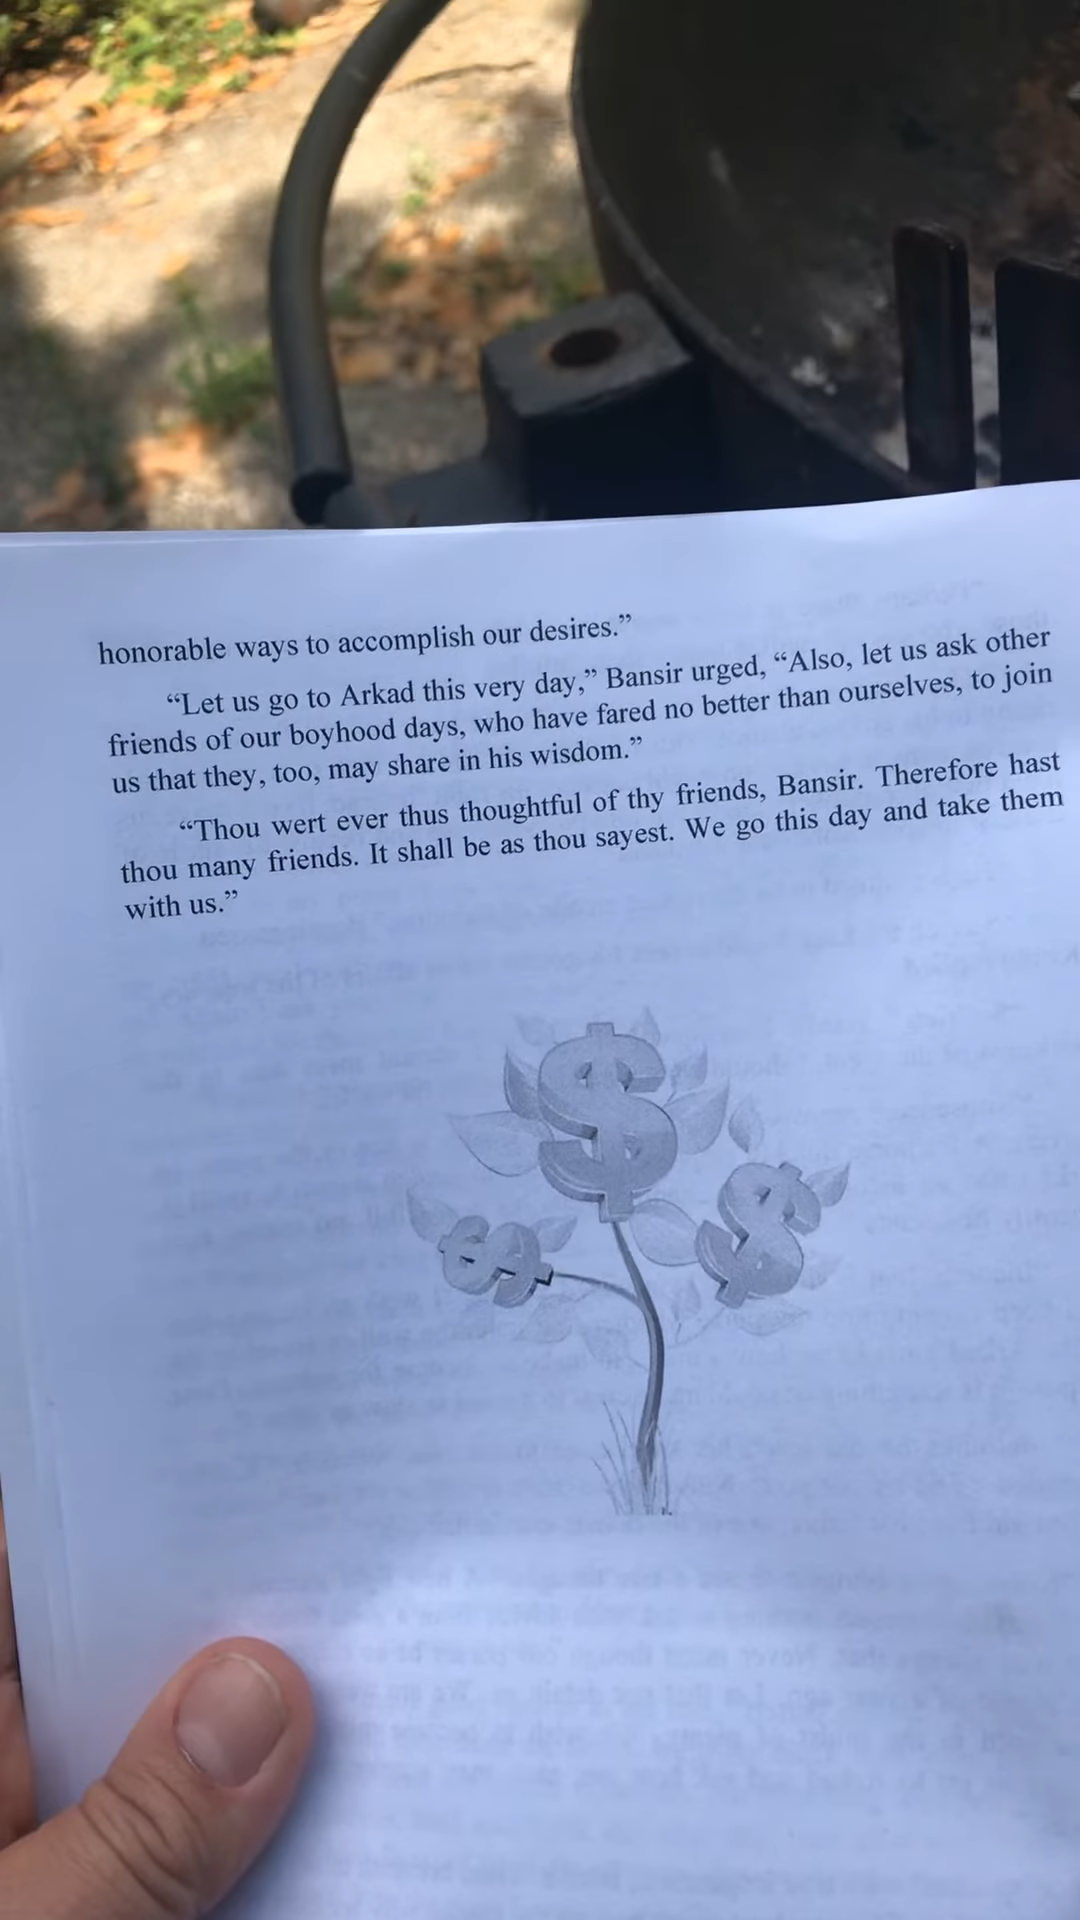 honorable ways to accomplish our desires.”
“Let us go to Arkad this very day,” Bansir urged, “Also, let us ask other
friends of our boyhood days, who have fared no better than ourselves, to join
us that they, too, may share in his wisdom.”
“Thou wert ever thus thoughtful of thy friends, Bansir. Therefore hast
thou many friends. It shall be as thou sayest. We go this day and take them
with us.”
$
$
$